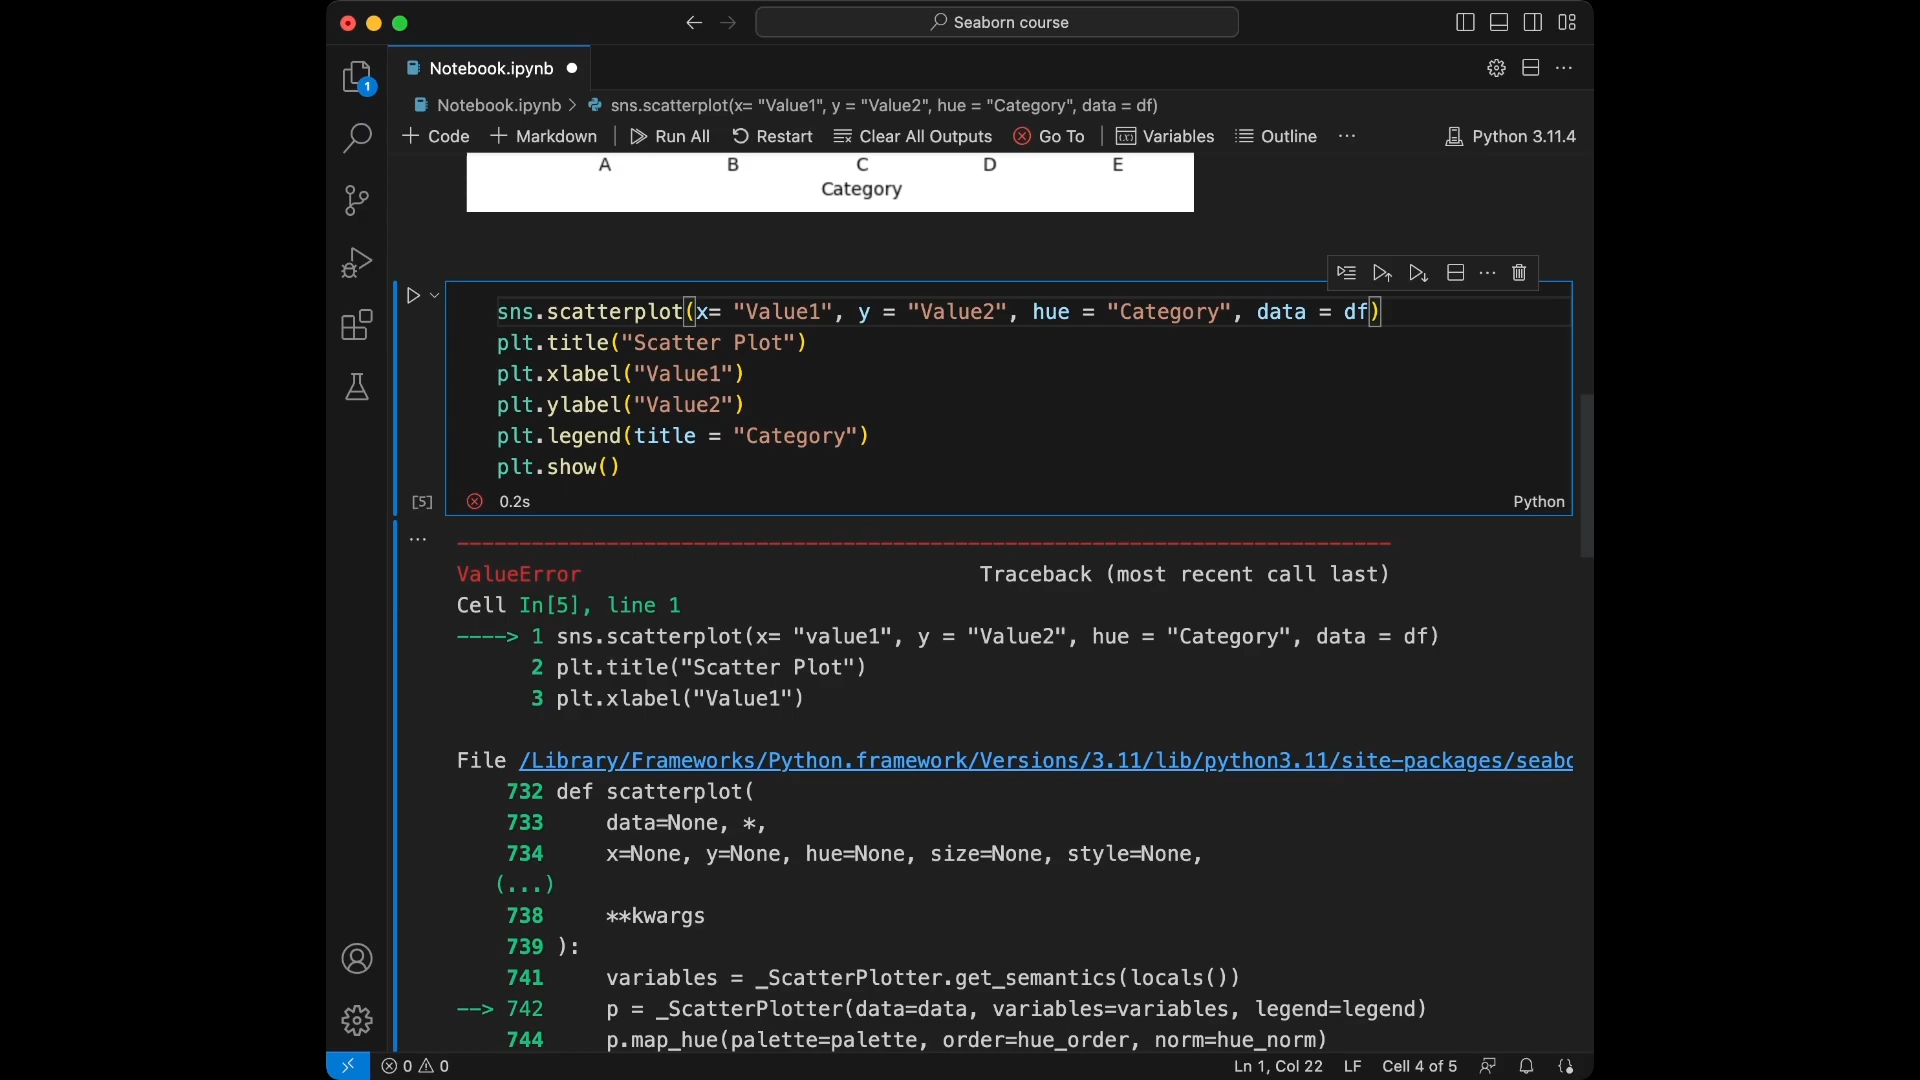 Seaborn course
Notebook.ipynb
1
Notebook.ipynb > sns.scatterplot(x= "Value1", y = "Value2", hue = "Category", data = df)
+ Code + Markdown | Run All Restart Clear All Outputs Go To | Variables Outline ... Python 3.11.4
A B C D E
Category
sns.scatterplot(x= "Value1", y = "Value2", hue = "Category", data = df)
plt.title("Scatter Plot")
plt.xlabel("Value1")
plt.ylabel("Value2")
plt.legend(title = "Category")
plt.show()
[5] 0.2s Python
...
---------------------------------------------------------------------------
ValueError Traceback (most recent call last)
Cell In[5], line 1
----> 1 sns.scatterplot(x= "value1", y = "Value2", hue = "Category", data = df)
2 plt.title("Scatter Plot")
3 plt.xlabel("Value1")
File /Library/Frameworks/Python.framework/Versions/3.11/lib/python3.11/site-packages/seabo
732 def scatterplot(
733 data=None, *,
734 x=None, y=None, hue=None, size=None, style=None,
(...)
738 **kwargs
739 ):
741 variables = _ScatterPlotter.get_semantics(locals())
--> 742 p = _ScatterPlotter(data=data, variables=variables, legend=legend)
744 p.map_hue(palette=palette, order=hue_order, norm=hue_norm)
0 0 Ln 1, Col 22 LF Cell 4 of 5